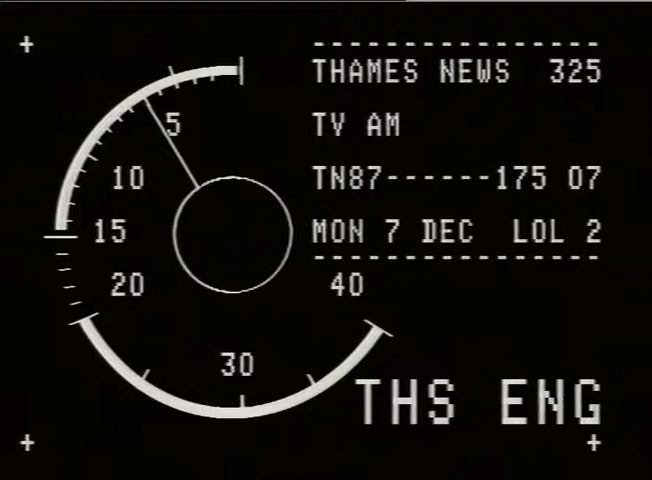 THAMES NEWS 325
TV AM
TN87------175 07
MON 7 DEC LOL 2
5
10
15
20
30
40
THS ENG